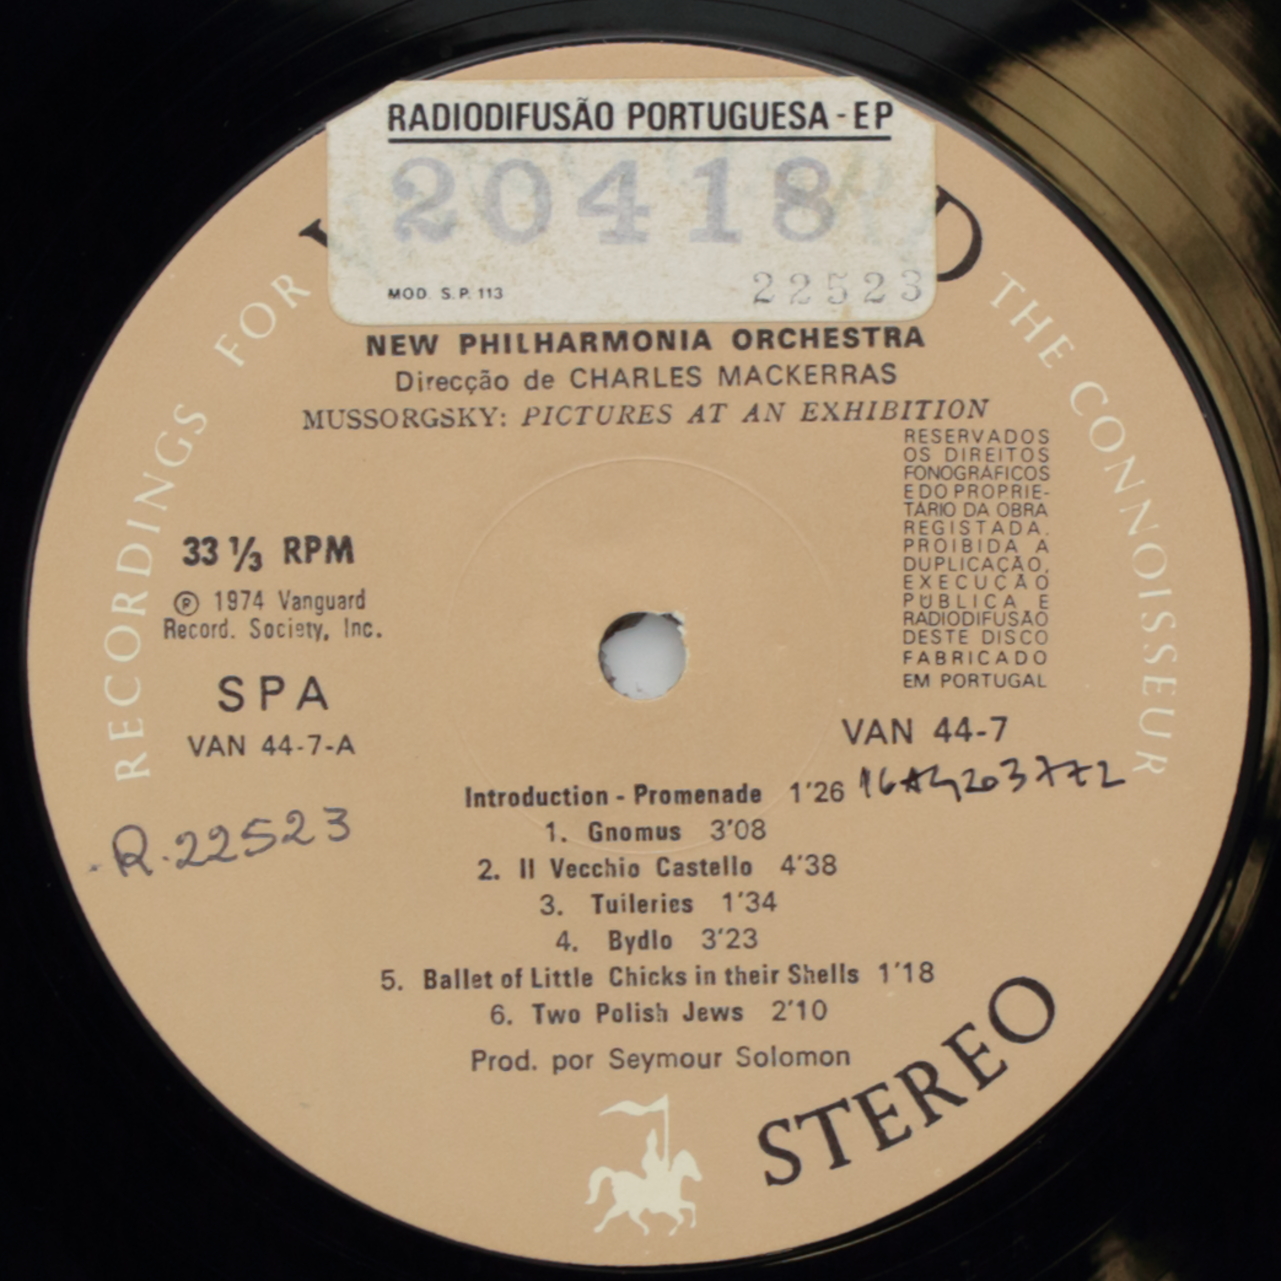 RADIODIFUSÃO PORTUGUESA - EP
20418
MOD. S.P. 113
22523
D
RECORDINGS FOR THE CONNOISSEUR
NEW PHILHARMONIA ORCHESTRA
Direcção de CHARLES MACKERRAS
MUSSORGSKY: PICTURES AT AN EXHIBITION
RESERVADOS
OS DIREITOS
FONOGRÁFICOS
E DO PROPRIE-
TÁRIO DA OBRA
REGISTADA.
PROIBIDA A
DUPLICAÇÃO,
EXECUÇÃO
PÚBLICA E
RADIODIFUSÃO
DESTE DISCO
FABRICADO
EM PORTUGAL
33 ⅓ RPM
℗ 1974 Vanguard
Record. Society, Inc.
SPA
VAN 44-7-A
VAN 44-7
R.22523
Introduction - Promenade 1'26
1. Gnomus 3'08
2. Il Vecchio Castello 4'38
3. Tuileries 1'34
4. Bydlo 3'23
5. Ballet of Little Chicks in their Shells 1'18
6. Two Polish Jews 2'10
Prod. por Seymour Solomon
STEREO